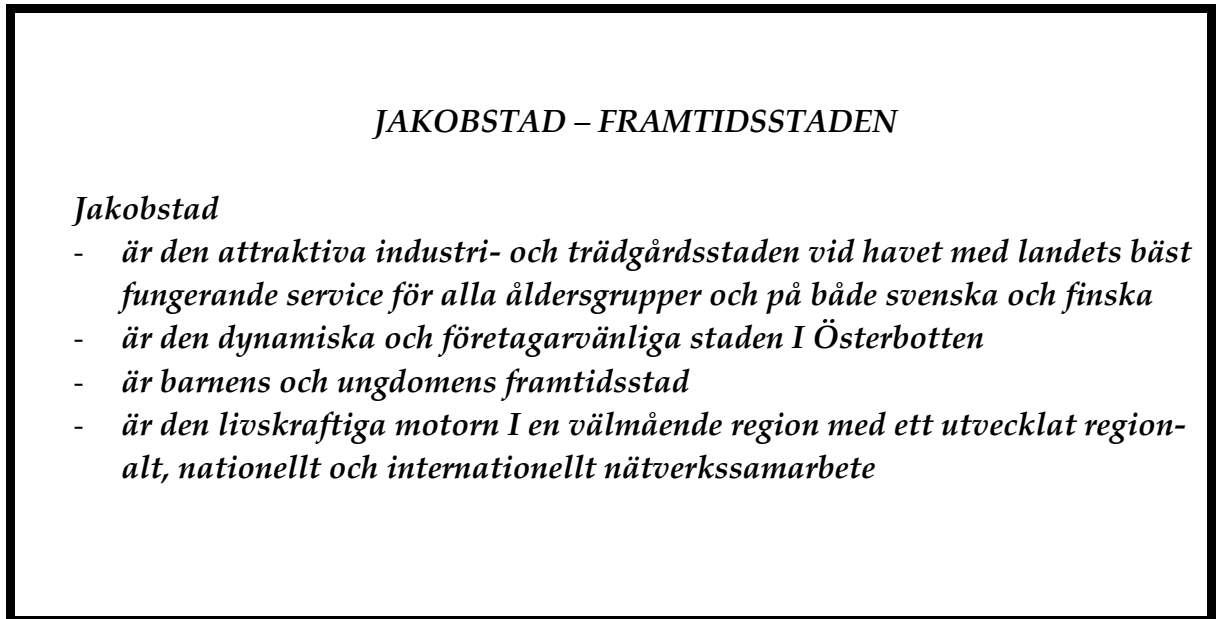 JAKOBSTAD – FRAMTIDSSTADEN
Jakobstad
- är den attraktiva industri- och trädgårdsstaden vid havet med landets bäst
fungerande service för alla åldersgrupper och på både svenska och finska
- är den dynamiska och företagarvänliga staden I Österbotten
- är barnens och ungdomens framtidsstad
- är den livskraftiga motorn I en välmående region med ett utvecklat region-
alt, nationellt och internationellt nätverkssamarbete